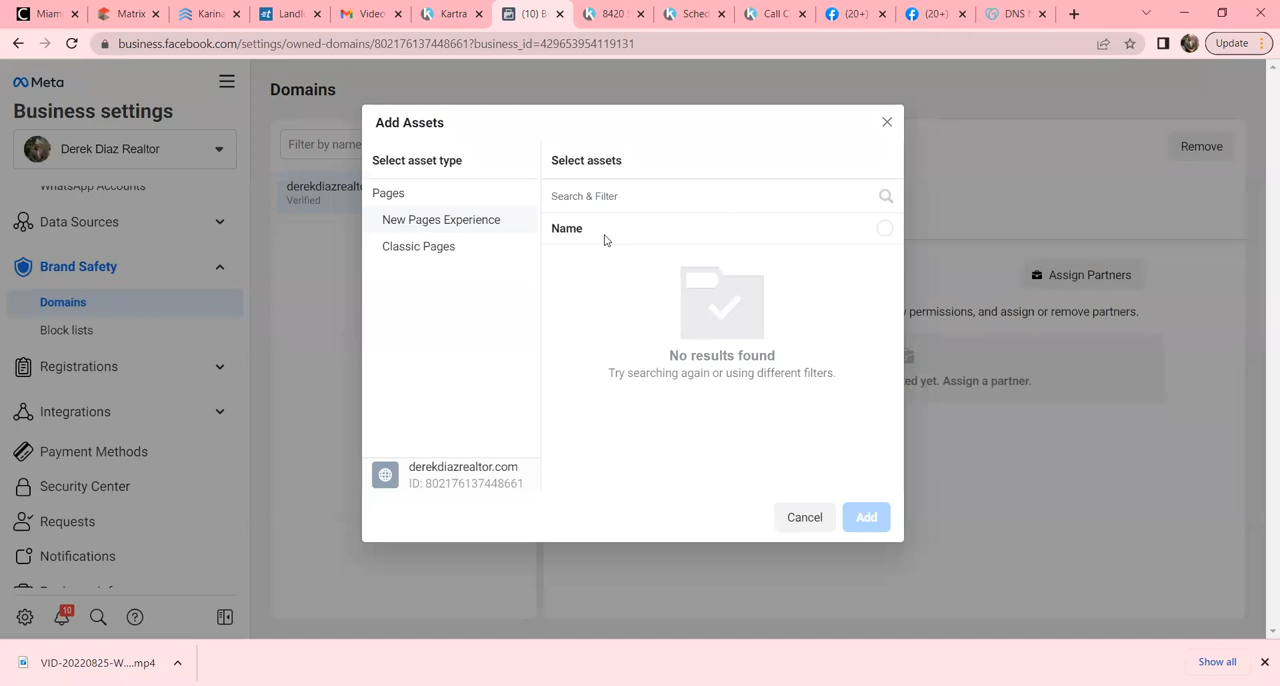 Miam
Matrix
Karina
Landl
Video
Kartra
(10) B
8420
Sched
Call C
(20+)
(20+)
DNS
business.facebook.com/settings/owned-domains/802176137448661?business_id=429653954119131
Update
Meta
Business settings
Derek Diaz Realtor
WhatsApp Accounts
Data Sources
Brand Safety
Domains
Block lists
Registrations
Integrations
Payment Methods
Security Center
Requests
Notifications
10
Domains
Filter by name
derekdiazrealto
Verified
Remove
Assign Partners
y permissions, and assign or remove partners.
ed yet. Assign a partner.
Add Assets
Select asset type
Pages
New Pages Experience
Classic Pages
derekdiazrealtor.com
ID: 802176137448661
Select assets
Search & Filter
Name
No results found
Try searching again or using different filters.
Cancel
Add
VID-20220825-W....mp4
Show all